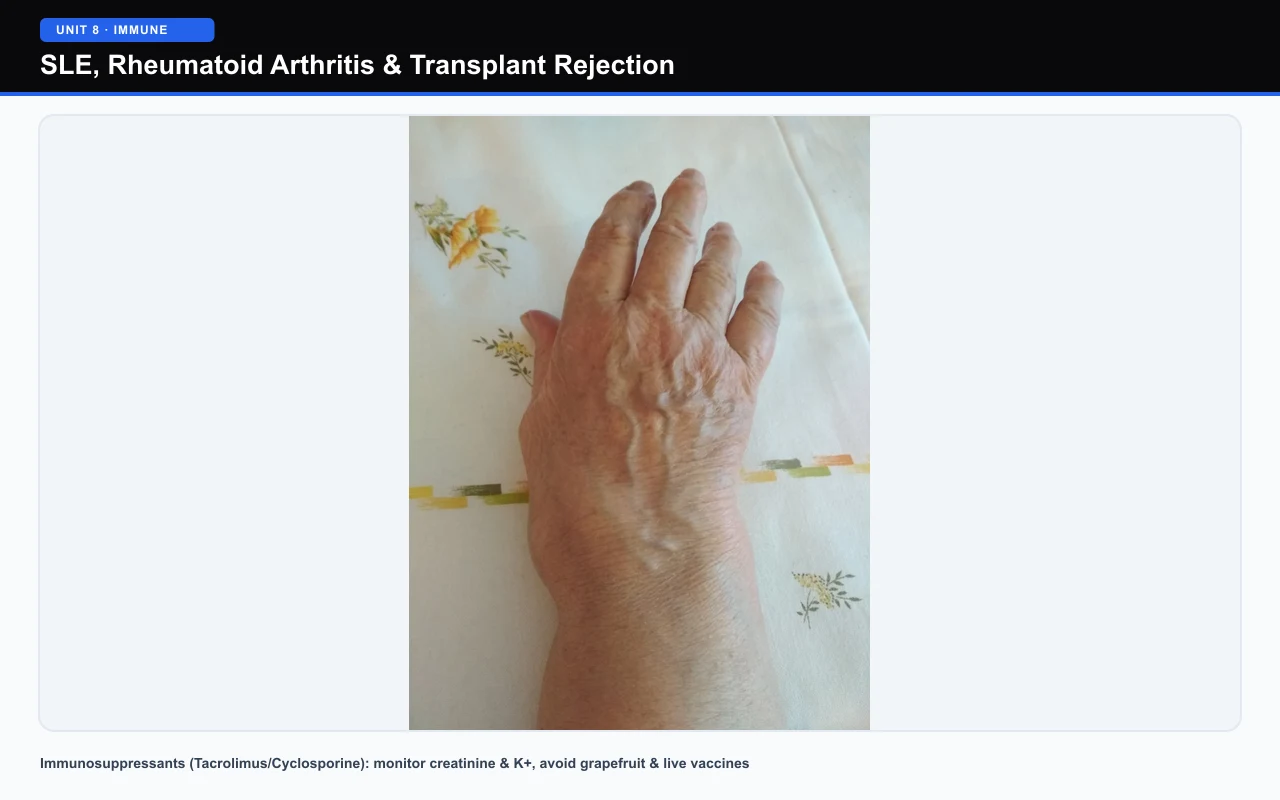 UNIT 8 · IMMUNE
SLE, Rheumatoid Arthritis & Transplant Rejection
Immunosuppressants (Tacrolimus/Cyclosporine): monitor creatinine & K+, avoid grapefruit & live vaccines